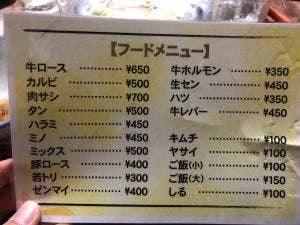 【フードメニュー】
牛ロース ………… ¥650
カルビ ………… ¥500
肉サシ ………… ¥700
タン ………… ¥500
ハラミ ………… ¥450
ミノ ………… ¥450
ミックス ………… ¥500
豚ロース ………… ¥400
若トリ ………… ¥300
ゼンマイ ………… ¥400
牛ホルモン ………… ¥350
生セン ………… ¥450
ハツ ………… ¥350
牛レバー ………… ¥450
キムチ ………… ¥100
ヤサイ ………… ¥100
ご飯(小) ………… ¥100
ご飯(大) ………… ¥150
しる ………… ¥100